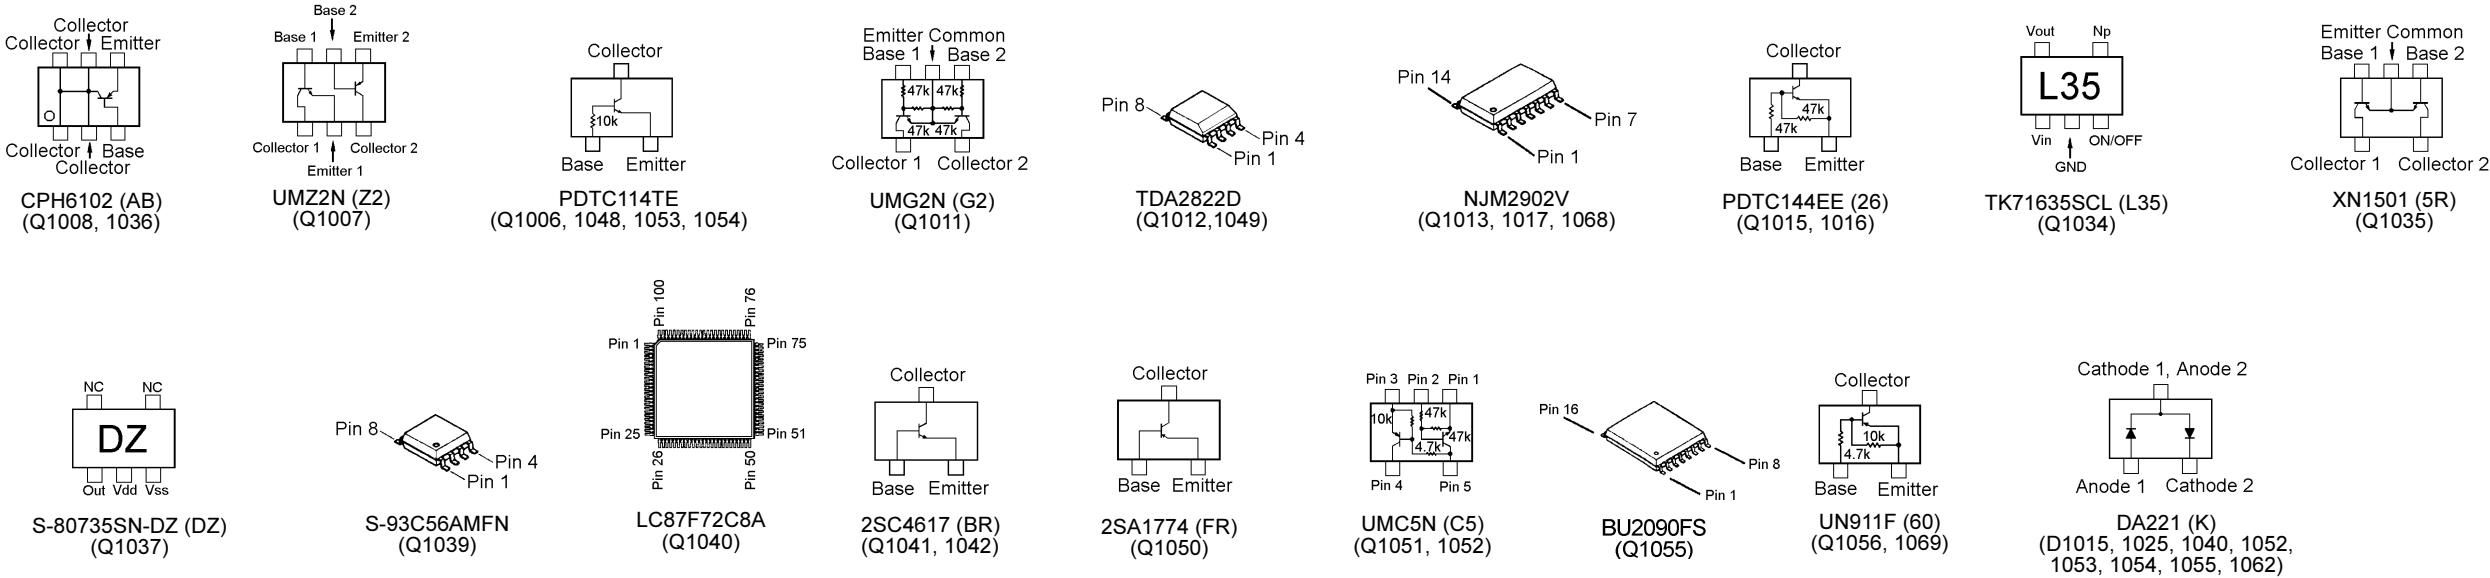 Collector
Collector Emitter
Collector Base
Collector
CPH6102 (AB)
(Q1008, 1036)
Base 2
Base 1 Emitter 2
Collector 1 Collector 2
Emitter 1
UMZ2N (Z2)
(Q1007)
Collector
10k
Base Emitter
PDTC114TE
(Q1006, 1048, 1053, 1054)
Emitter Common
Base 1 Base 2
47k 47k
47k 47k
Collector 1 Collector 2
UMG2N (G2)
(Q1011)
Pin 8
Pin 4
Pin 1
TDA2822D
(Q1012,1049)
Pin 14
Pin 7
Pin 1
NJM2902V
(Q1013, 1017, 1068)
Collector
47k
47k
Base Emitter
PDTC144EE (26)
(Q1015, 1016)
Vout Np
L35
Vin ON/OFF
GND
TK71635SCL (L35)
(Q1034)
Emitter Common
Base 1 Base 2
Collector 1 Collector 2
XN1501 (5R)
(Q1035)
NC NC
DZ
Out Vdd Vss
S-80735SN-DZ (DZ)
(Q1037)
Pin 8
Pin 4
Pin 1
S-93C56AMFN
(Q1039)
Pin 100
Pin 76
Pin 1 Pin 75
Pin 25 Pin 51
Pin 26
Pin 50
LC87F72C8A
(Q1040)
Collector
Base Emitter
2SC4617 (BR)
(Q1041, 1042)
Collector
Base Emitter
2SA1774 (FR)
(Q1050)
Pin 3 Pin 2 Pin 1
10k 47k
47k
4.7k
Pin 4 Pin 5
UMC5N (C5)
(Q1051, 1052)
Pin 16
Pin 8
Pin 1
BU2090FS
(Q1055)
Collector
10k
4.7k
Base Emitter
UN911F (60)
(Q1056, 1069)
Cathode 1, Anode 2
Anode 1 Cathode 2
DA221 (K)
(D1015, 1025, 1040, 1052,
1053, 1054, 1055, 1062)